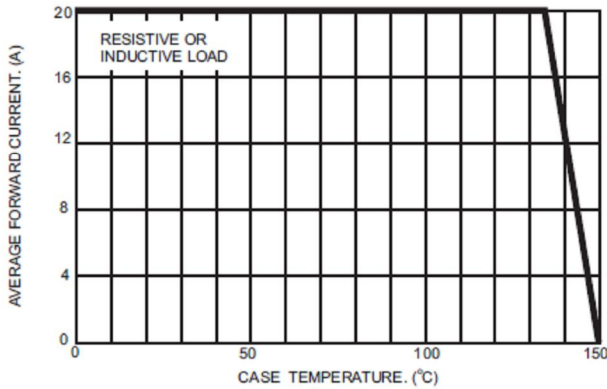 20
RESISTIVE OR
INDUCTIVE LOAD
16
12
8
4
0
AVERAGE FORWARD CURRENT. (A)
0 50 100 150
CASE TEMPERATURE. (°C)